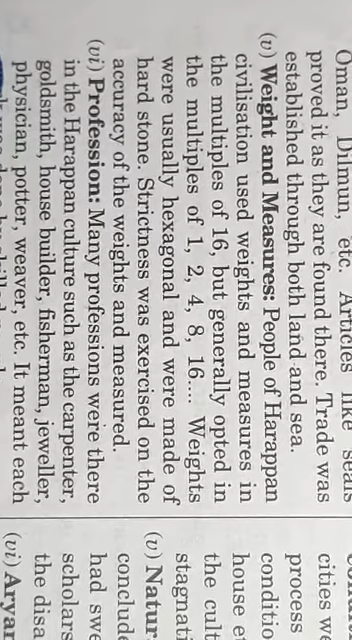 Oman, Dilmun, etc. Articles like seals
proved it as they are found there. Trade was
established through both land and sea.
(v) Weight and Measures: People of Harappan
civilisation used weights and measures in
the multiples of 16, but generally opted in
the multiples of 1, 2, 4, 8, 16.... Weights
were usually hexagonal and were made of
hard stone. Strictness was exercised on the
accuracy of the weights and measured.
(vi) Profession: Many professions were there
in the Harappan culture such as the carpenter,
goldsmith, house builder, fisherman, jeweller,
physician, potter, weaver, etc. It meant each
cities we
process
conditi
house e
the cult
stagnati
(v) Natur
conclude
had swe
scholars
the disa
(vi) Aryan